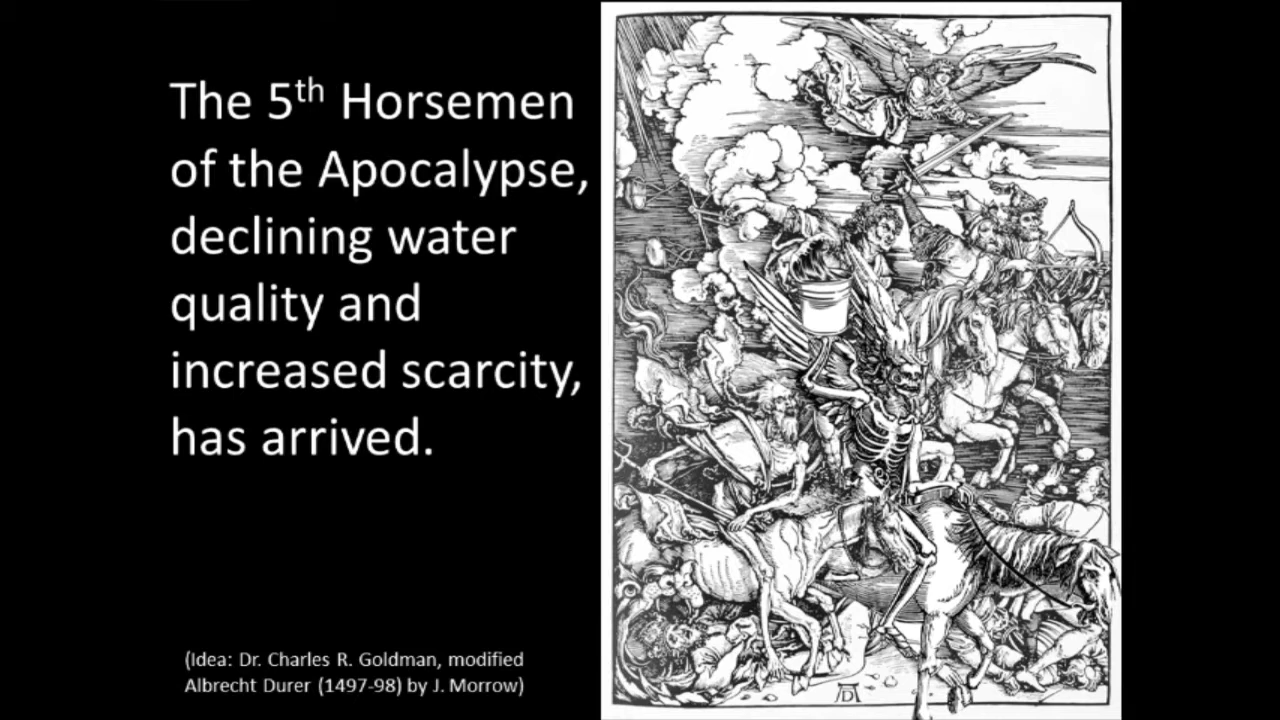 The 5th Horsemen
of the Apocalypse,
declining water
quality and
increased scarcity,
has arrived.
(Idea: Dr. Charles R. Goldman, modified
Albrecht Durer (1497-98) by J. Morrow)
AD